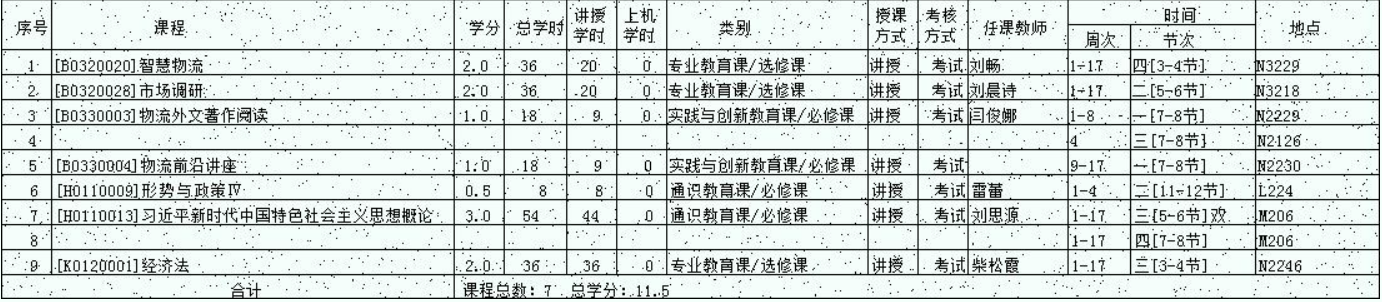 序号 课程 学分 总学时 讲授学时 上机学时 类别 授课方式 考核方式 任课教师 时间 地点
周次 节次
1 [B0320020]智慧物流 2.0 36 20 0 专业教育课/选修课 讲授 考试 刘畅 1-17 四[3-4节] N3229
2 [B0320028]市场调研 2.0 36 20 0 专业教育课/选修课 讲授 考试 刘晨诗 1-17 二[5-6节] N3218
3 [B0330003]物流外文著作阅读 1.0 18 9 0 实践与创新教育课/必修课 讲授 考试 闫俊娜 1-8 一[7-8节] N2229
4 4 三[7-8节] N2126
5 [B0330004]物流前沿讲座 1.0 18 9 0 实践与创新教育课/必修课 讲授 考试 9-17 一[7-8节] N2230
6 [H0110009]形势与政策Ⅳ 0.5 8 8 0 通识教育课/必修课 讲授 考试 雷蕾 1-4 二[11-12节] L224
7 [H0110013]习近平新时代中国特色社会主义思想概论 3.0 54 44 0 通识教育课/必修课 讲授 考试 刘思源 1-17 三[5-6节]双 M206
8 1-17 四[7-8节] M206
9 [K0120001]经济法 2.0 36 36 0 专业教育课/选修课 讲授 考试 柴松霞 1-17 三[3-4节] N2246
合计 课程总数：7 总学分：11.5